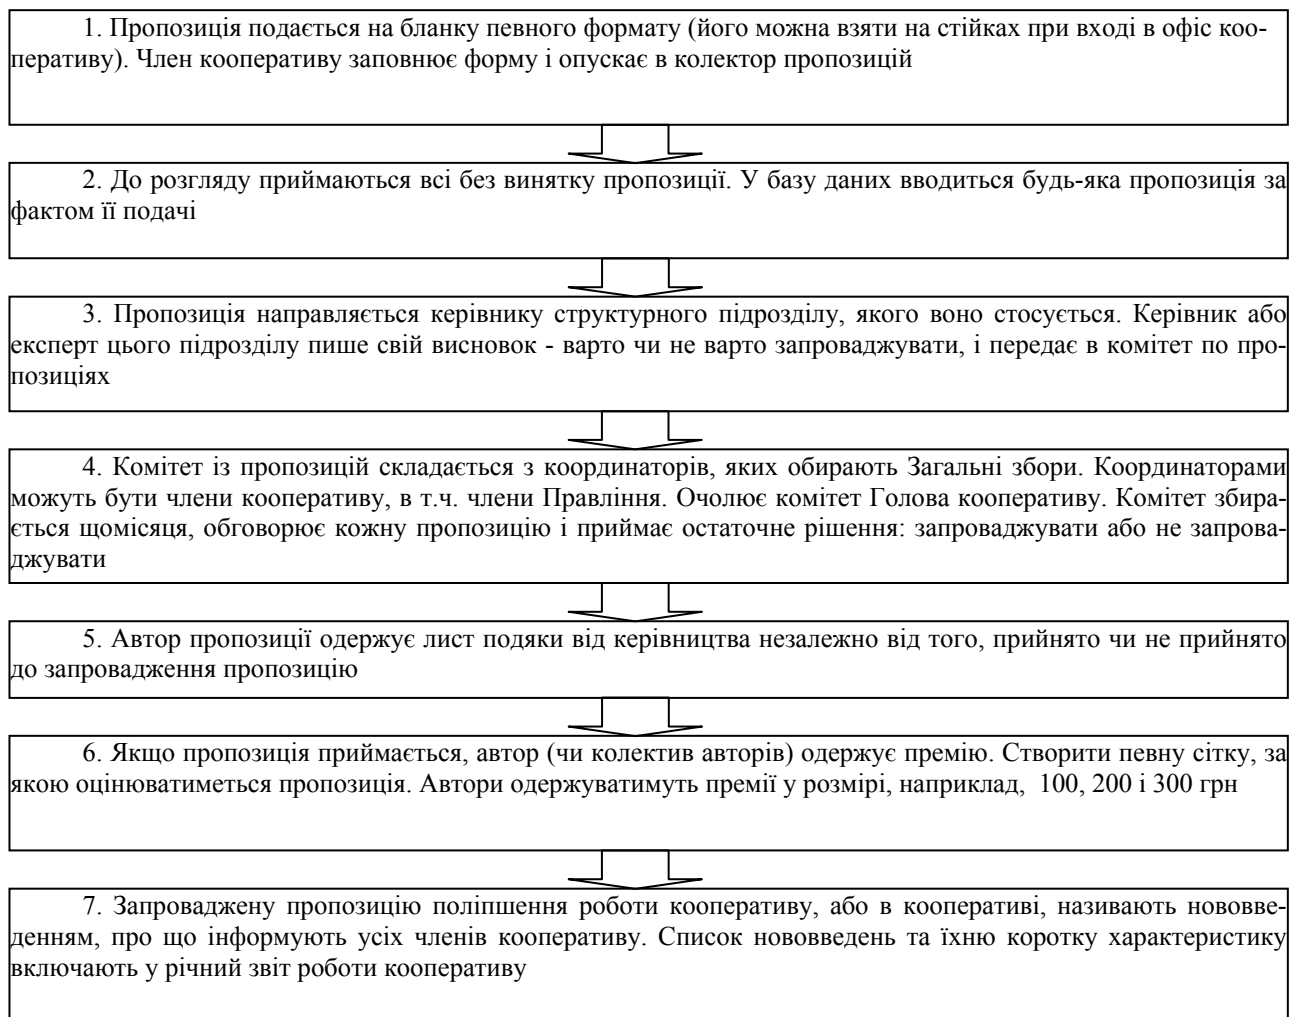 1. Пропозиція подається на бланку певного формату (його можна взяти на стійках при вході в офіс коо-
перативу). Член кооперативу заповнює форму і опускає в колектор пропозицій
2. До розгляду приймаються всі без винятку пропозиції. У базу даних вводиться будь-яка пропозиція за
фактом її подачі
3. Пропозиція направляється керівнику структурного підрозділу, якого воно стосується. Керівник або
експерт цього підрозділу пише свій висновок - варто чи не варто запроваджувати, і передає в комітет по про-
позиціях
4. Комітет із пропозицій складається з координаторів, яких обирають Загальні збори. Координаторами
можуть бути члени кооперативу, в т.ч. члени Правління. Очолює комітет Голова кооперативу. Комітет збира-
ється щомісяця, обговорює кожну пропозицію і приймає остаточне рішення: запроваджувати або не запрова-
джувати
5. Автор пропозиції одержує лист подяки від керівництва незалежно від того, прийнято чи не прийнято
до запровадження пропозицію
6. Якщо пропозиція приймається, автор (чи колектив авторів) одержує премію. Створити певну сітку, за
якою оцінюватиметься пропозиція. Автори одержуватимуть премії у розмірі, наприклад, 100, 200 і 300 грн
7. Запроваджену пропозицію поліпшення роботи кооперативу, або в кооперативі, називають нововве-
денням, про що інформують усіх членів кооперативу. Список нововведень та їхню коротку характеристику
включають у річний звіт роботи кооперативу